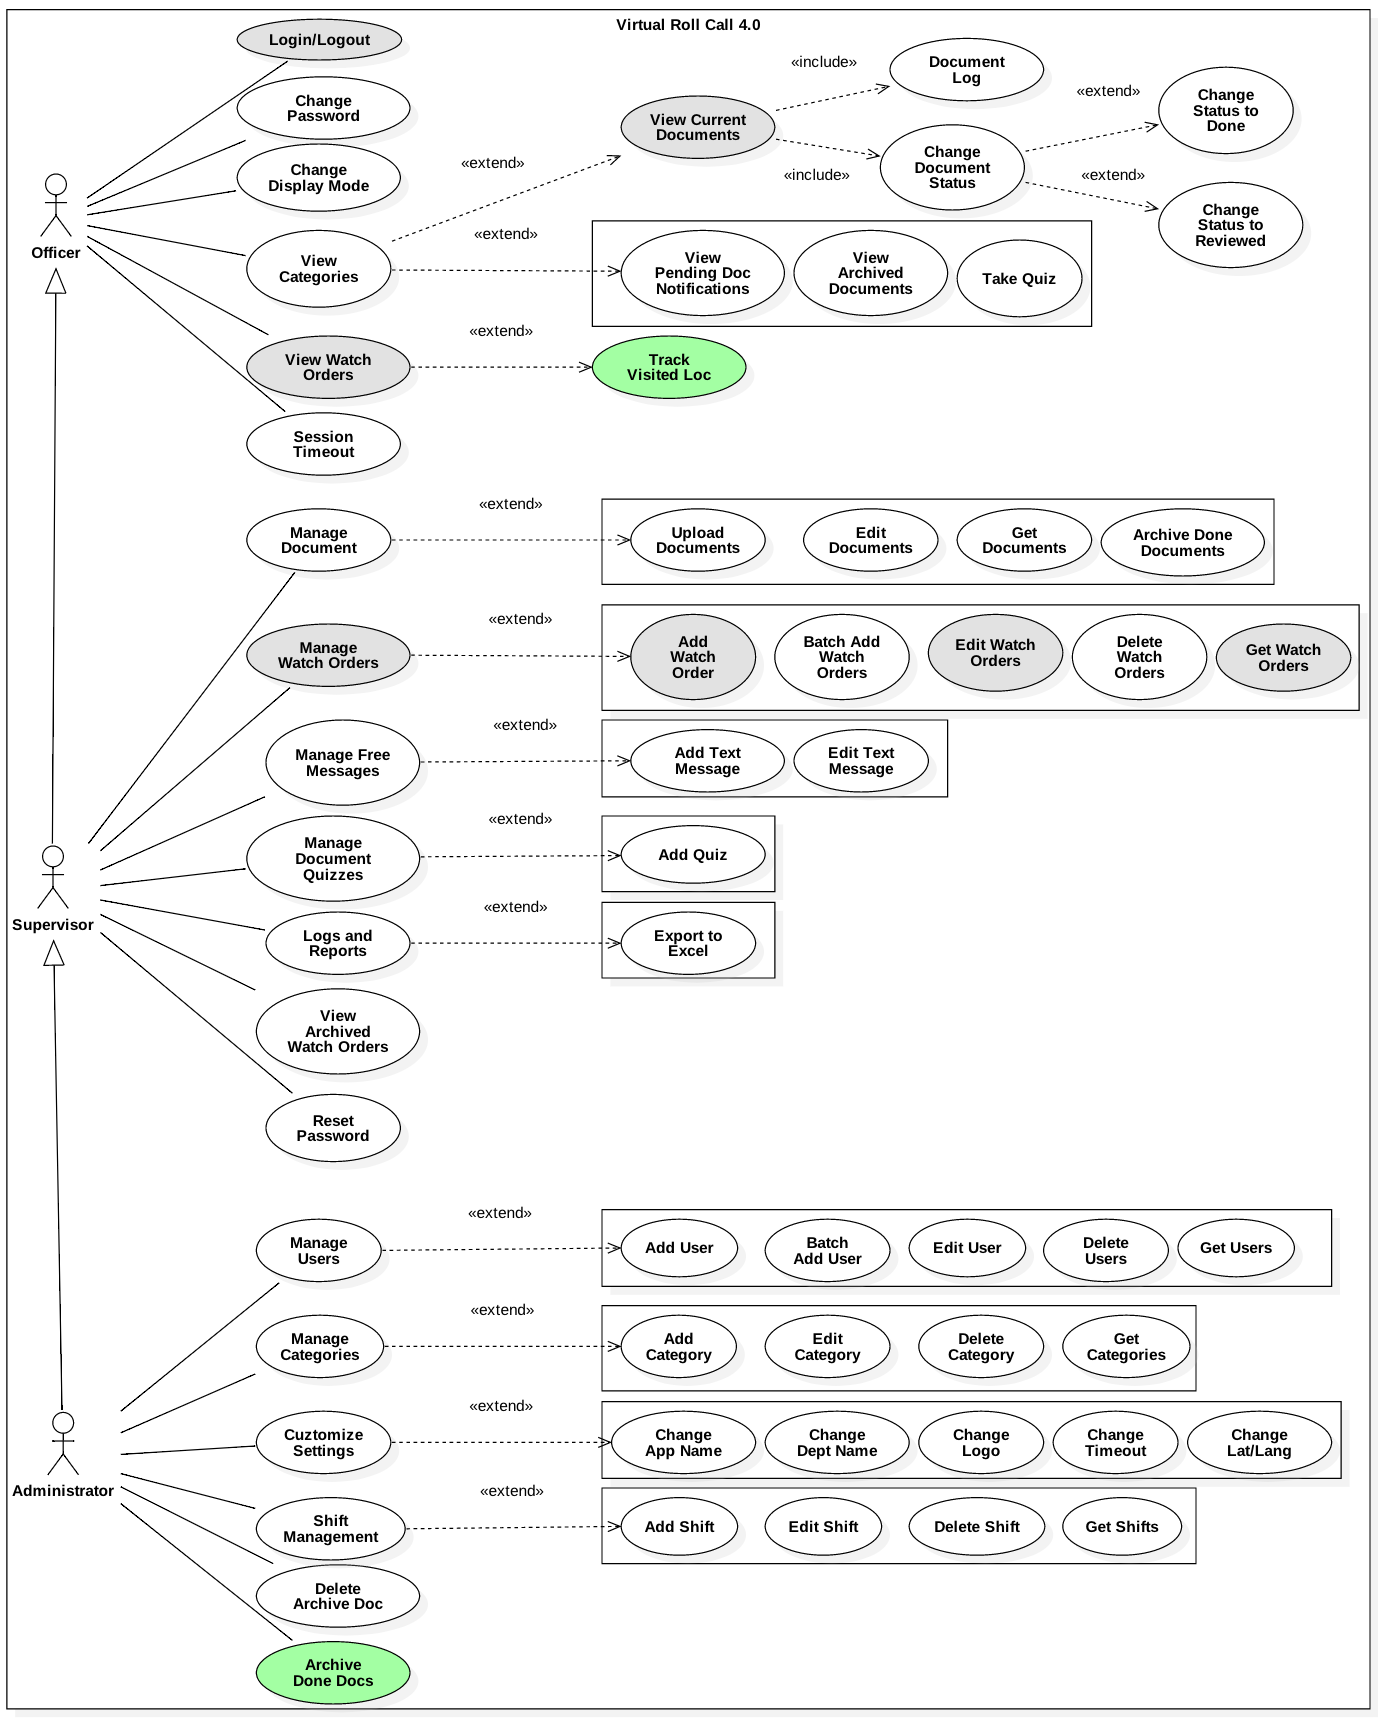 Virtual Roll Call 4.0
Login/Logout
Change
Password
Change
Display Mode
Officer
View
Categories
«extend»
«extend»
View Current
Documents
«include»
«include»
Document
Log
Change
Document
Status
«extend»
«extend»
Change
Status to
Done
Change
Status to
Reviewed
View
Pending Doc
Notifications
View
Archived
Documents
Take Quiz
View Watch
Orders
«extend»
Track
Visited Loc
Session
Timeout
Manage
Document
«extend»
Upload
Documents
Edit
Documents
Get
Documents
Archive Done
Documents
Manage
Watch Orders
«extend»
Add
Watch
Order
Batch Add
Watch
Orders
Edit Watch
Orders
Delete
Watch
Orders
Get Watch
Orders
Manage Free
Messages
«extend»
Add Text
Message
Edit Text
Message
Supervisor
Manage
Document
Quizzes
«extend»
Add Quiz
Logs and
Reports
«extend»
Export to
Excel
View
Archived
Watch Orders
Reset
Password
Manage
Users
«extend»
Add User
Batch
Add User
Edit User
Delete
Users
Get Users
Manage
Categories
«extend»
Add
Category
Edit
Category
Delete
Category
Get
Categories
Administrator
Cuztomize
Settings
«extend»
Change
App Name
Change
Dept Name
Change
Logo
Change
Timeout
Change
Lat/Lang
Shift
Management
«extend»
Add Shift
Edit Shift
Delete Shift
Get Shifts
Delete
Archive Doc
Archive
Done Docs